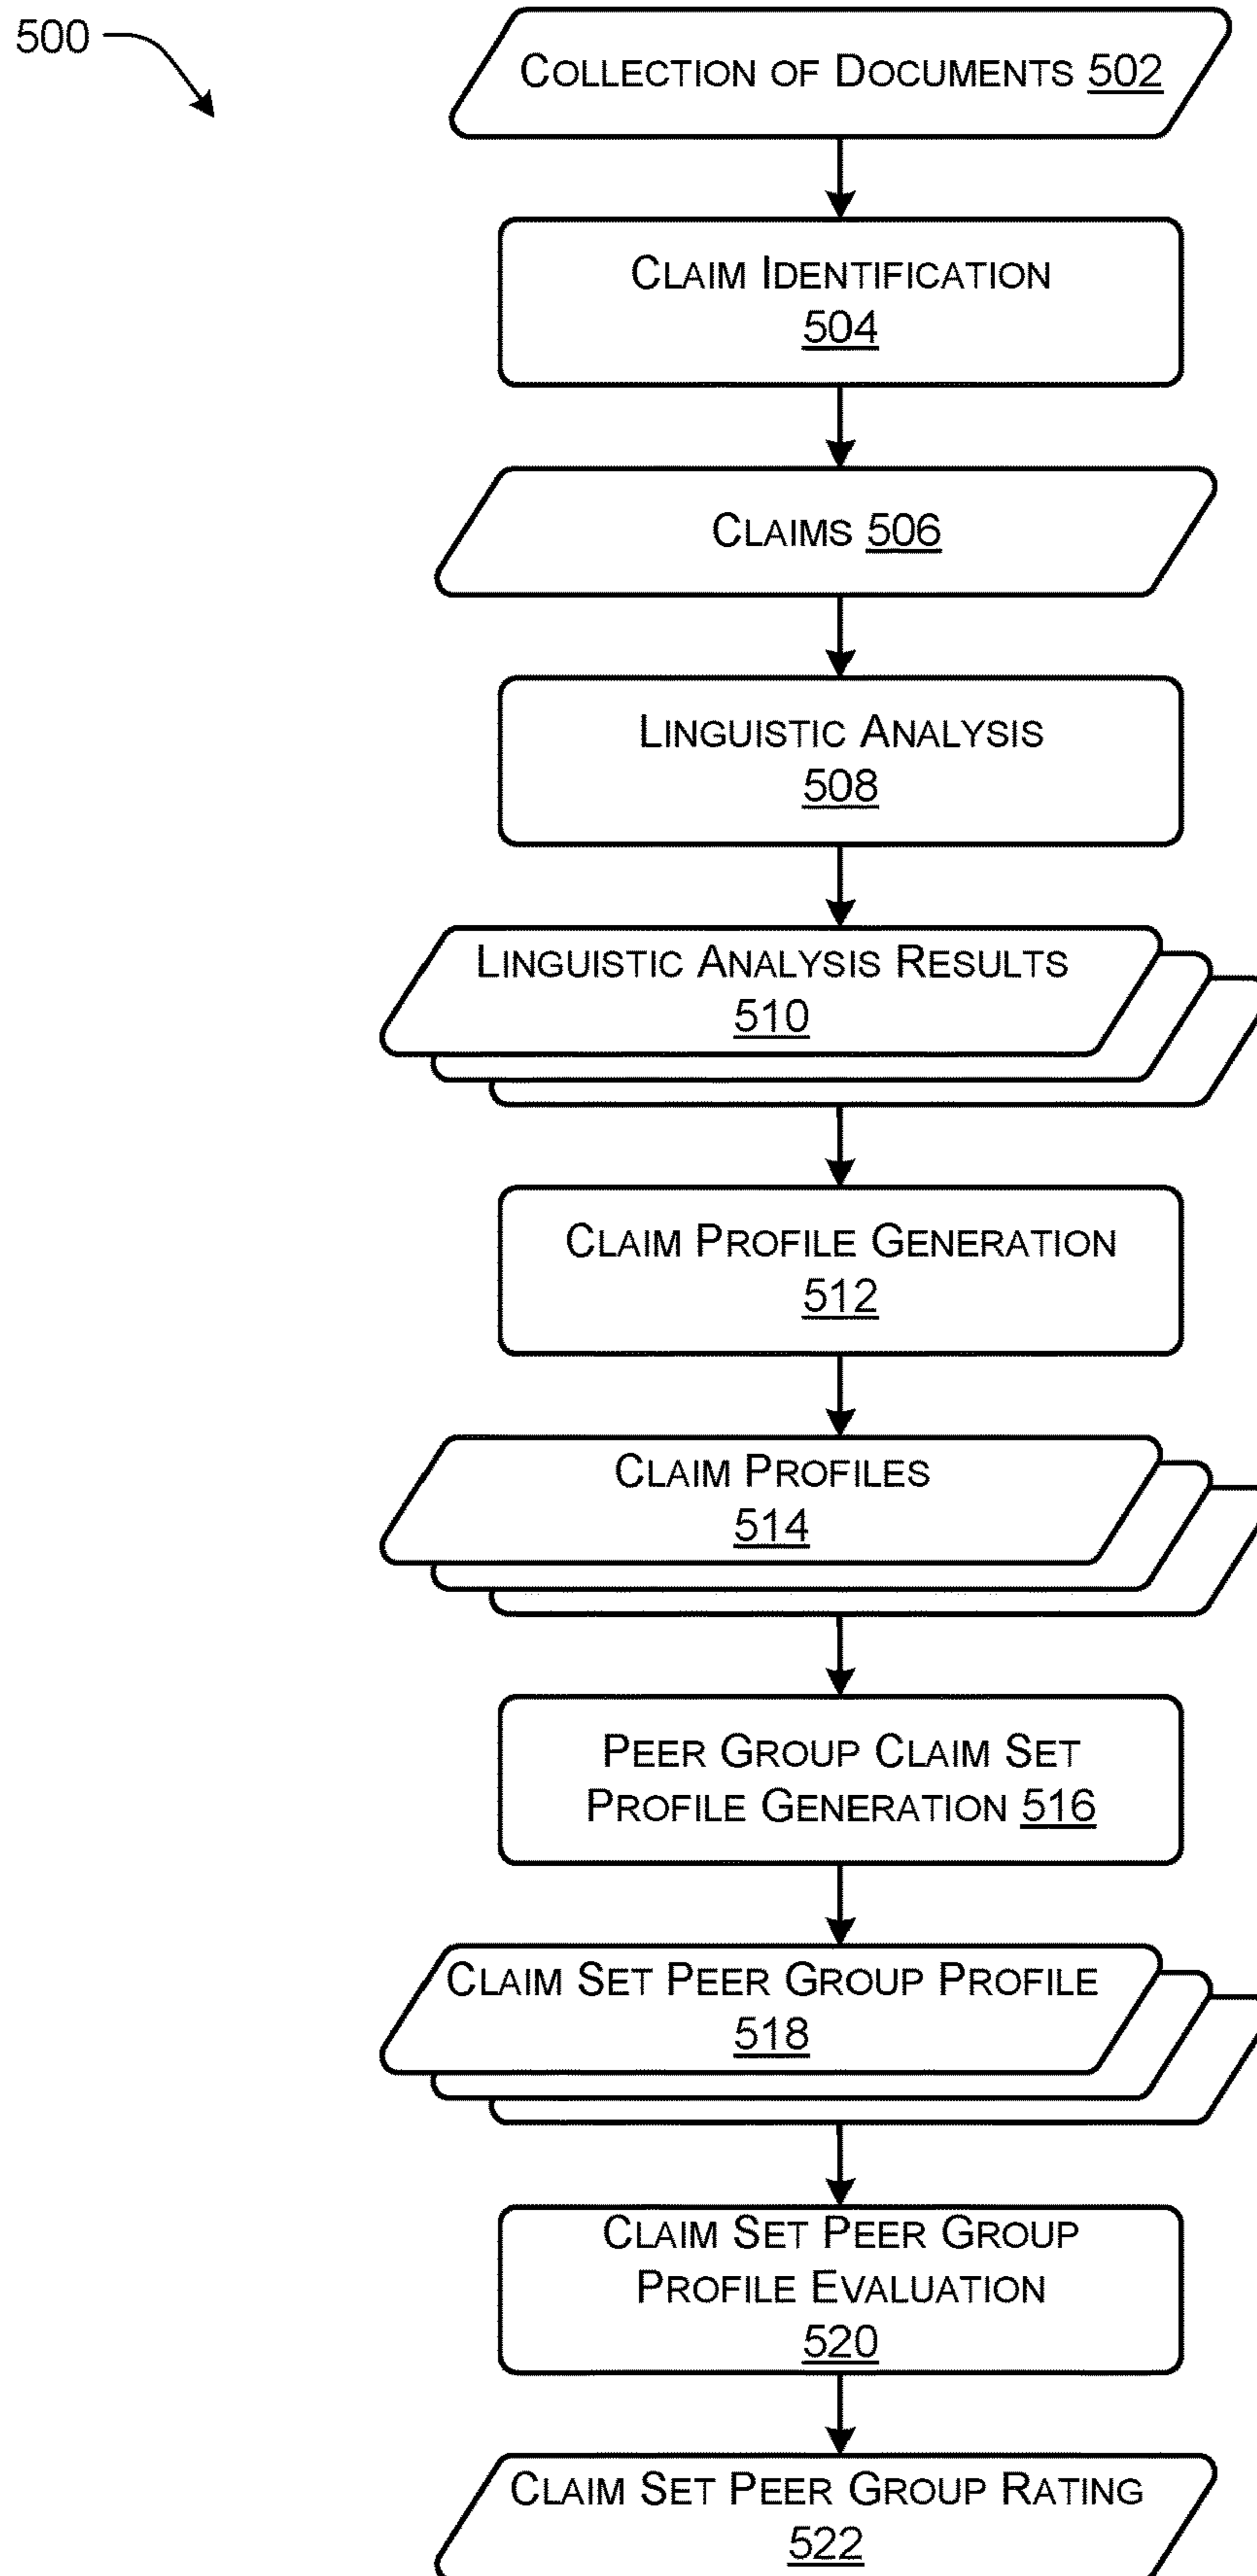 500
COLLECTION OF DOCUMENTS 502
CLAIM IDENTIFICATION
504
CLAIMS 506
LINGUISTIC ANALYSIS
508
LINGUISTIC ANALYSIS RESULTS
510
CLAIM PROFILE GENERATION
512
CLAIM PROFILES
514
PEER GROUP CLAIM SET
PROFILE GENERATION 516
CLAIM SET PEER GROUP PROFILE
518
CLAIM SET PEER GROUP
PROFILE EVALUATION
520
CLAIM SET PEER GROUP RATING
522